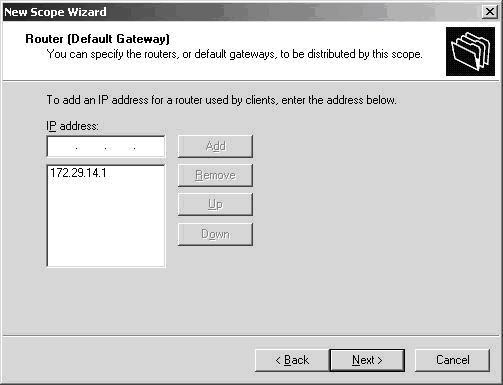 New Scope Wizard
Router (Default Gateway)
You can specify the routers, or default gateways, to be distributed by this scope.
To add an IP address for a router used by clients, enter the address below.
IP address:
. . .
Add
172.29.14.1
Remove
Up
Down
< Back
Next >
Cancel